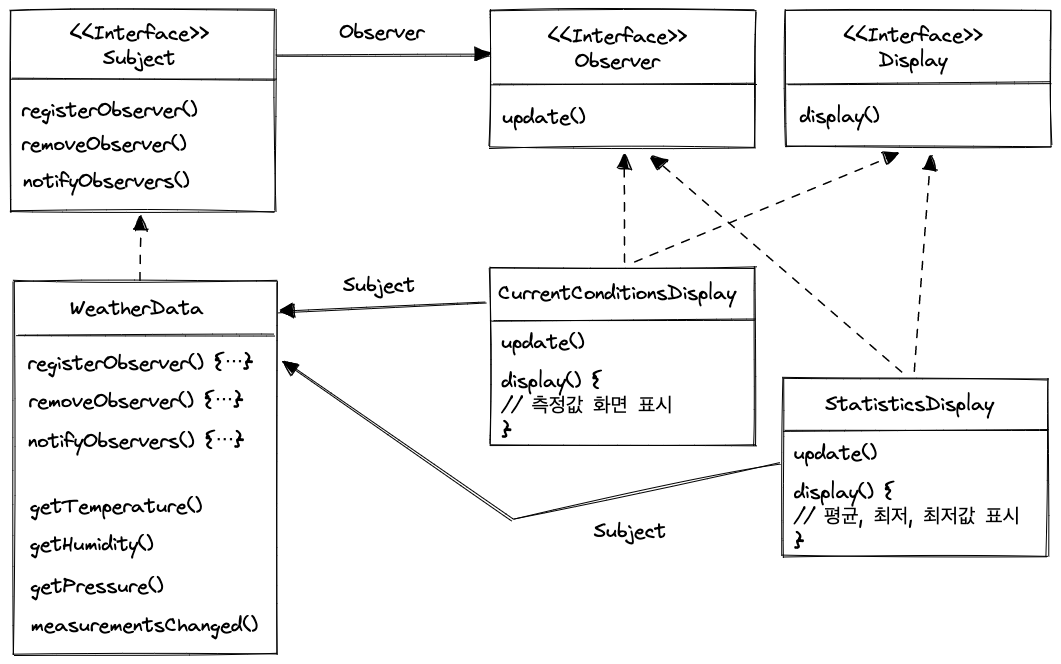 <<Interface>>
Subject
registerObserver()
removeObserver()
notifyObservers()
Observer
<<Interface>>
Observer
update()
<<Interface>>
Display
display()
WeatherData
registerObserver() {...}
removeObserver() {...}
notifyObservers() {...}
getTemperature()
getHumidity()
getPressure()
measurementsChanged()
Subject
CurrentConditionsDisplay
update()
display() {
// 측정값 화면 표시
}
Subject
StatisticsDisplay
update()
display() {
// 평균, 최저, 최저값 표시
}